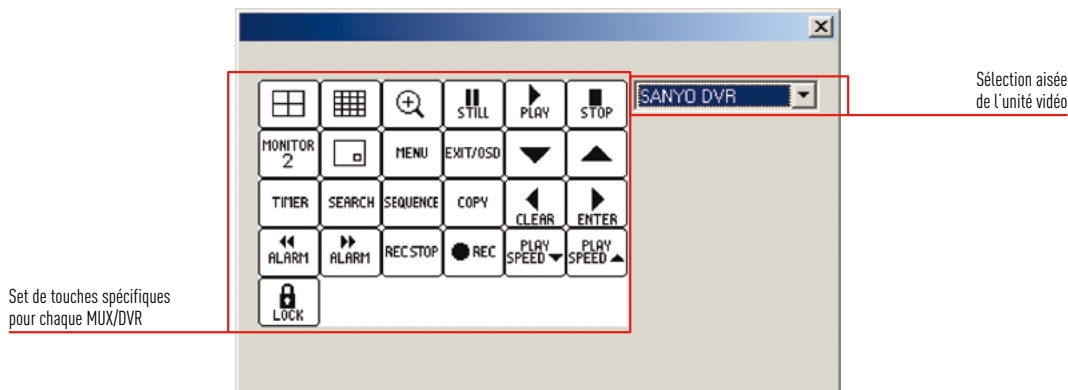 SANYO DVR
Sélection aisée
de l'unité vidéo
STILL
PLAY
STOP
MONITOR
2
MENU
EXIT/OSD
TIMER
SEARCH
SEQUENCE
COPY
CLEAR
ENTER
ALARM
ALARM
REC STOP
REC
PLAY
SPEED
PLAY
SPEED
LOCK
Set de touches spécifiques
pour chaque MUX/DVR